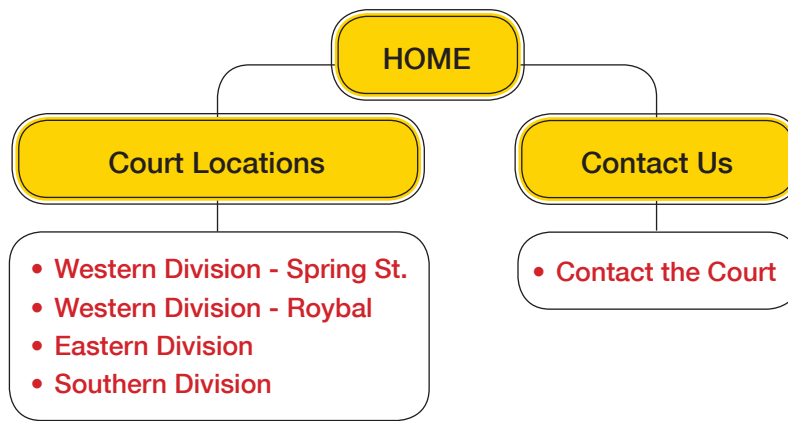 HOME
Court Locations
Contact Us
• Western Division - Spring St.
• Western Division - Roybal
• Eastern Division
• Southern Division
• Contact the Court